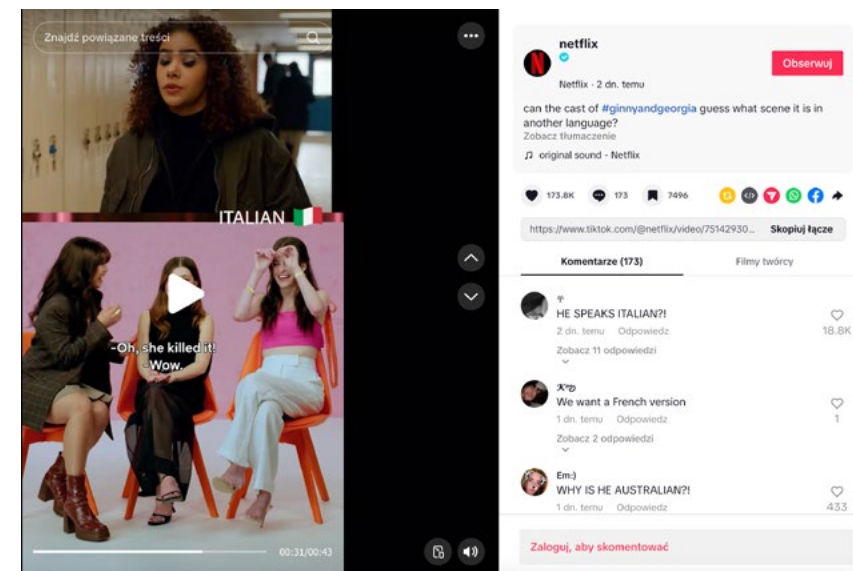 Znajdź powiązane treści
ITALIAN
-Oh, she killed it!
-Wow.
00:31/00:43
netflix
Netflix · 2 dn. temu
Obserwuj
can the cast of #ginnyandgeorgia guess what scene it is in
another language?
Zobacz tłumaczenie
original sound - Netflix
173.8K 173 7496
https://www.tiktok.com/@netflix/video/75142930... Skopiuj łącze
Komentarze (173) Filmy twórcy
HE SPEAKS ITALIAN?!
2 dn. temu Odpowiedz 18.8K
Zobacz 11 odpowiedzi
We want a French version
1 dn. temu Odpowiedz 1
Zobacz 2 odpowiedzi
Em:)
WHY IS HE AUSTRALIAN?!
1 dn. temu Odpowiedz 433
Zaloguj, aby skomentować